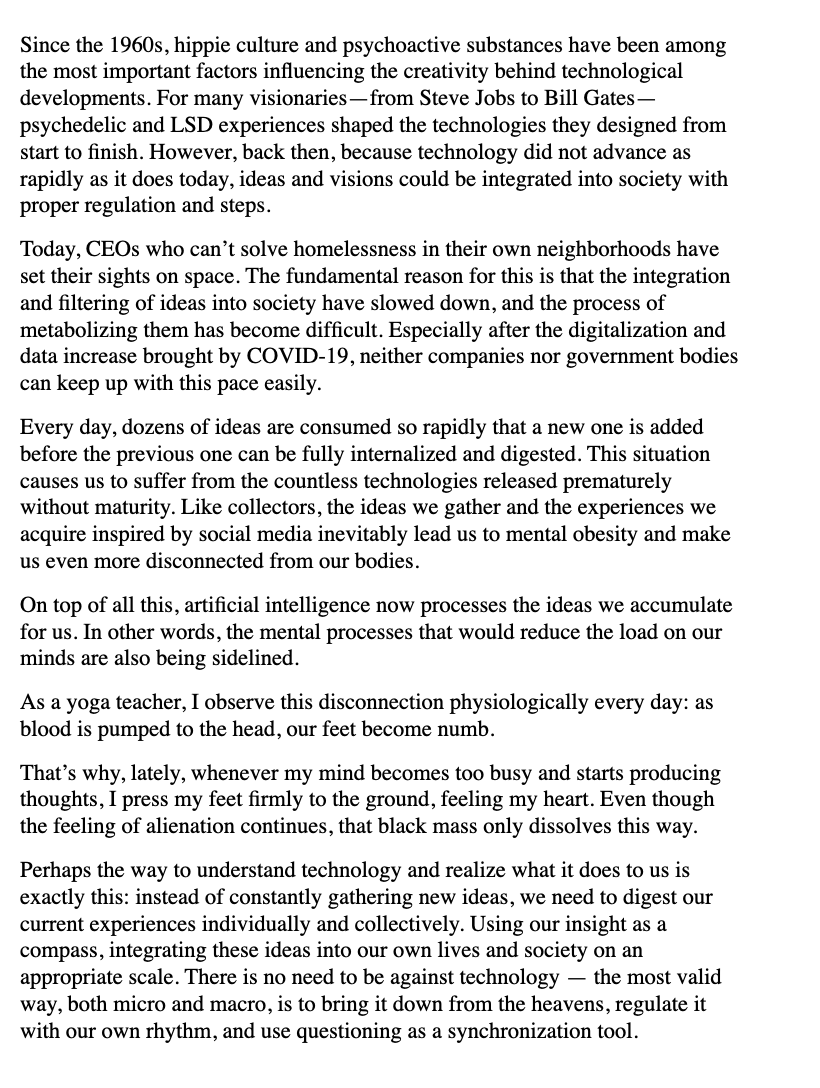 Since the 1960s, hippie culture and psychoactive substances have been among
the most important factors influencing the creativity behind technological
developments. For many visionaries—from Steve Jobs to Bill Gates—
psychedelic and LSD experiences shaped the technologies they designed from
start to finish. However, back then, because technology did not advance as
rapidly as it does today, ideas and visions could be integrated into society with
proper regulation and steps.
Today, CEOs who can’t solve homelessness in their own neighborhoods have
set their sights on space. The fundamental reason for this is that the integration
and filtering of ideas into society have slowed down, and the process of
metabolizing them has become difficult. Especially after the digitalization and
data increase brought by COVID-19, neither companies nor government bodies
can keep up with this pace easily.
Every day, dozens of ideas are consumed so rapidly that a new one is added
before the previous one can be fully internalized and digested. This situation
causes us to suffer from the countless technologies released prematurely
without maturity. Like collectors, the ideas we gather and the experiences we
acquire inspired by social media inevitably lead us to mental obesity and make
us even more disconnected from our bodies.
On top of all this, artificial intelligence now processes the ideas we accumulate
for us. In other words, the mental processes that would reduce the load on our
minds are also being sidelined.
As a yoga teacher, I observe this disconnection physiologically every day: as
blood is pumped to the head, our feet become numb.
That’s why, lately, whenever my mind becomes too busy and starts producing
thoughts, I press my feet firmly to the ground, feeling my heart. Even though
the feeling of alienation continues, that black mass only dissolves this way.
Perhaps the way to understand technology and realize what it does to us is
exactly this: instead of constantly gathering new ideas, we need to digest our
current experiences individually and collectively. Using our insight as a
compass, integrating these ideas into our own lives and society on an
appropriate scale. There is no need to be against technology — the most valid
way, both micro and macro, is to bring it down from the heavens, regulate it
with our own rhythm, and use questioning as a synchronization tool.